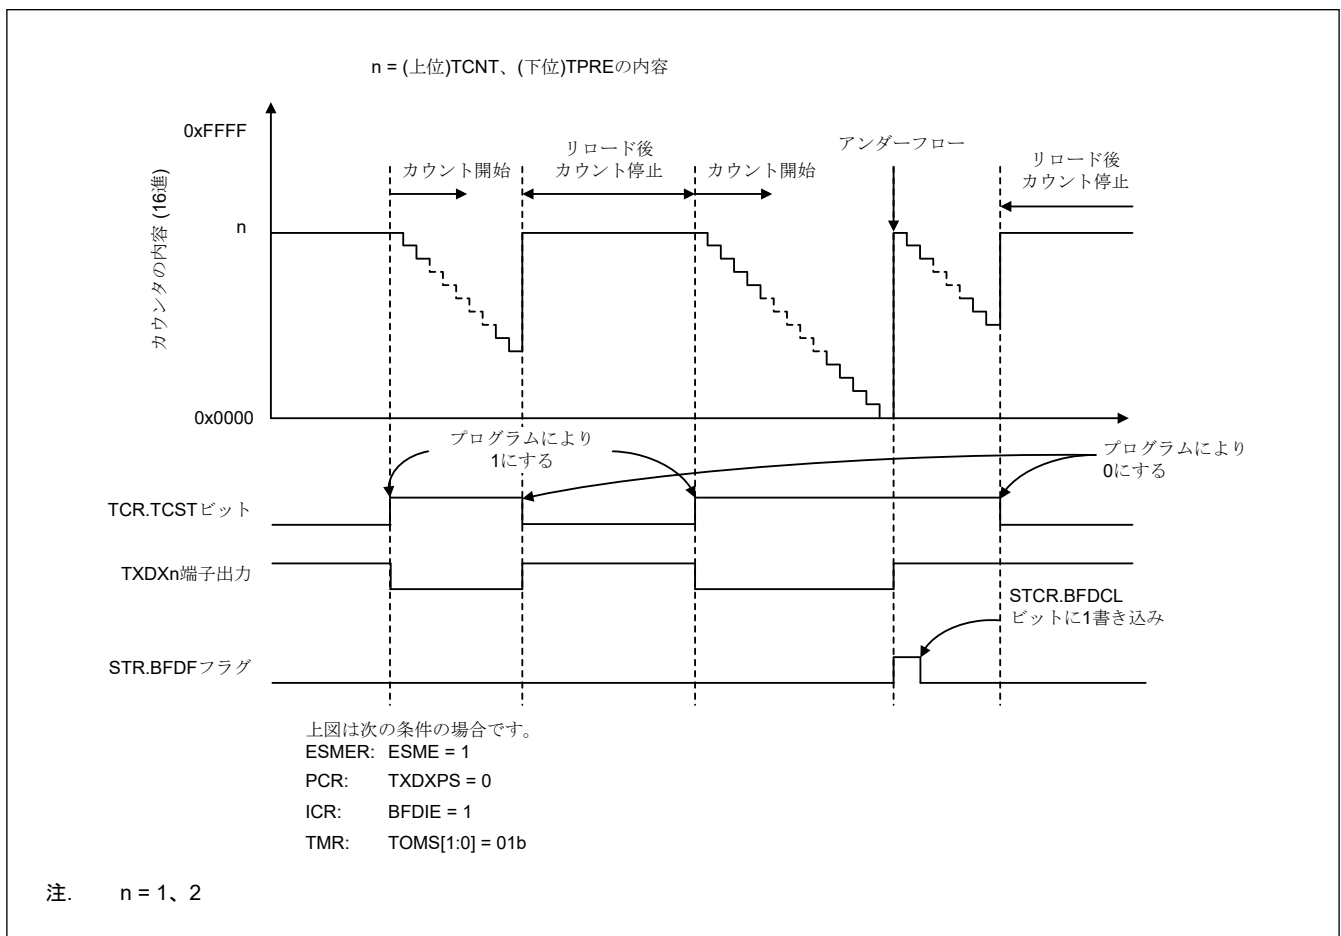 n = (上位)TCNT、(下位)TPREの内容
0xFFFF
カウンタの内容 (16進)
n
0x0000
カウント開始
リロード後
カウント停止
カウント開始
アンダーフロー
リロード後
カウント停止
プログラムにより
1にする
プログラムにより
0にする
TCR.TCSTビット
TXDXn端子出力
STCR.BFDCL
ビットに1書き込み
STR.BFDFフラグ
上図は次の条件の場合です。
ESMER: ESME = 1
PCR: TXDXPS = 0
ICR: BFDIE = 1
TMR: TOMS[1:0] = 01b
注. n = 1、2